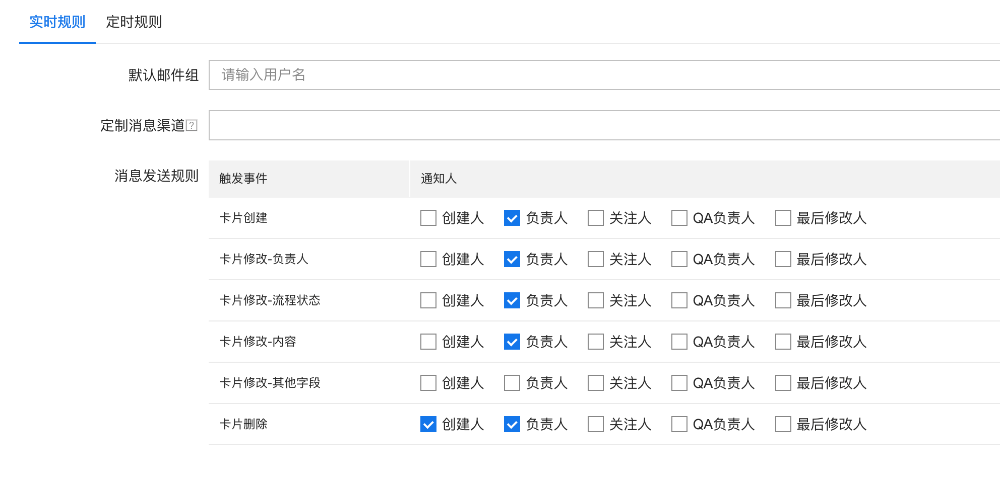 实时规则 定时规则
默认邮件组 请输入用户名
定制消息渠道?
消息发送规则 触发事件 通知人
卡片创建 创建人 负责人 关注人 QA负责人 最后修改人
卡片修改-负责人 创建人 负责人 关注人 QA负责人 最后修改人
卡片修改-流程状态 创建人 负责人 关注人 QA负责人 最后修改人
卡片修改-内容 创建人 负责人 关注人 QA负责人 最后修改人
卡片修改-其他字段 创建人 负责人 关注人 QA负责人 最后修改人
卡片删除 创建人 负责人 关注人 QA负责人 最后修改人